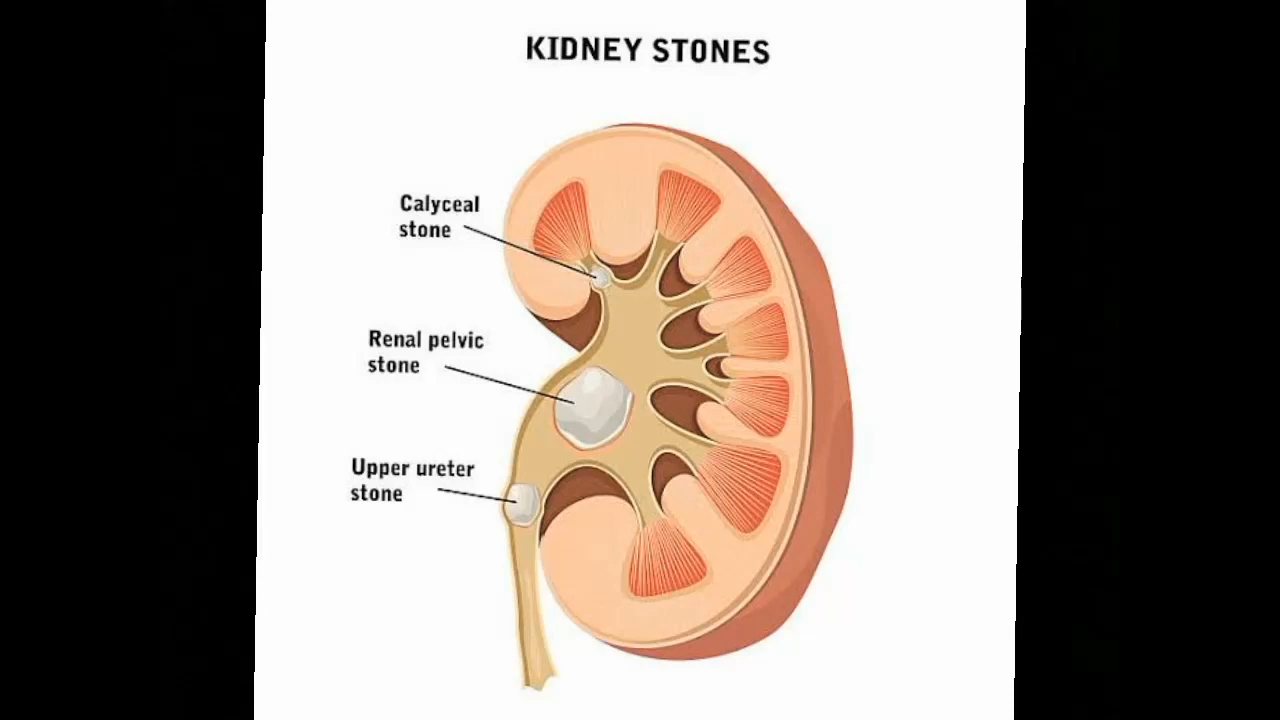 KIDNEY STONES
Calyceal
stone
Renal pelvic
stone
Upper ureter
stone